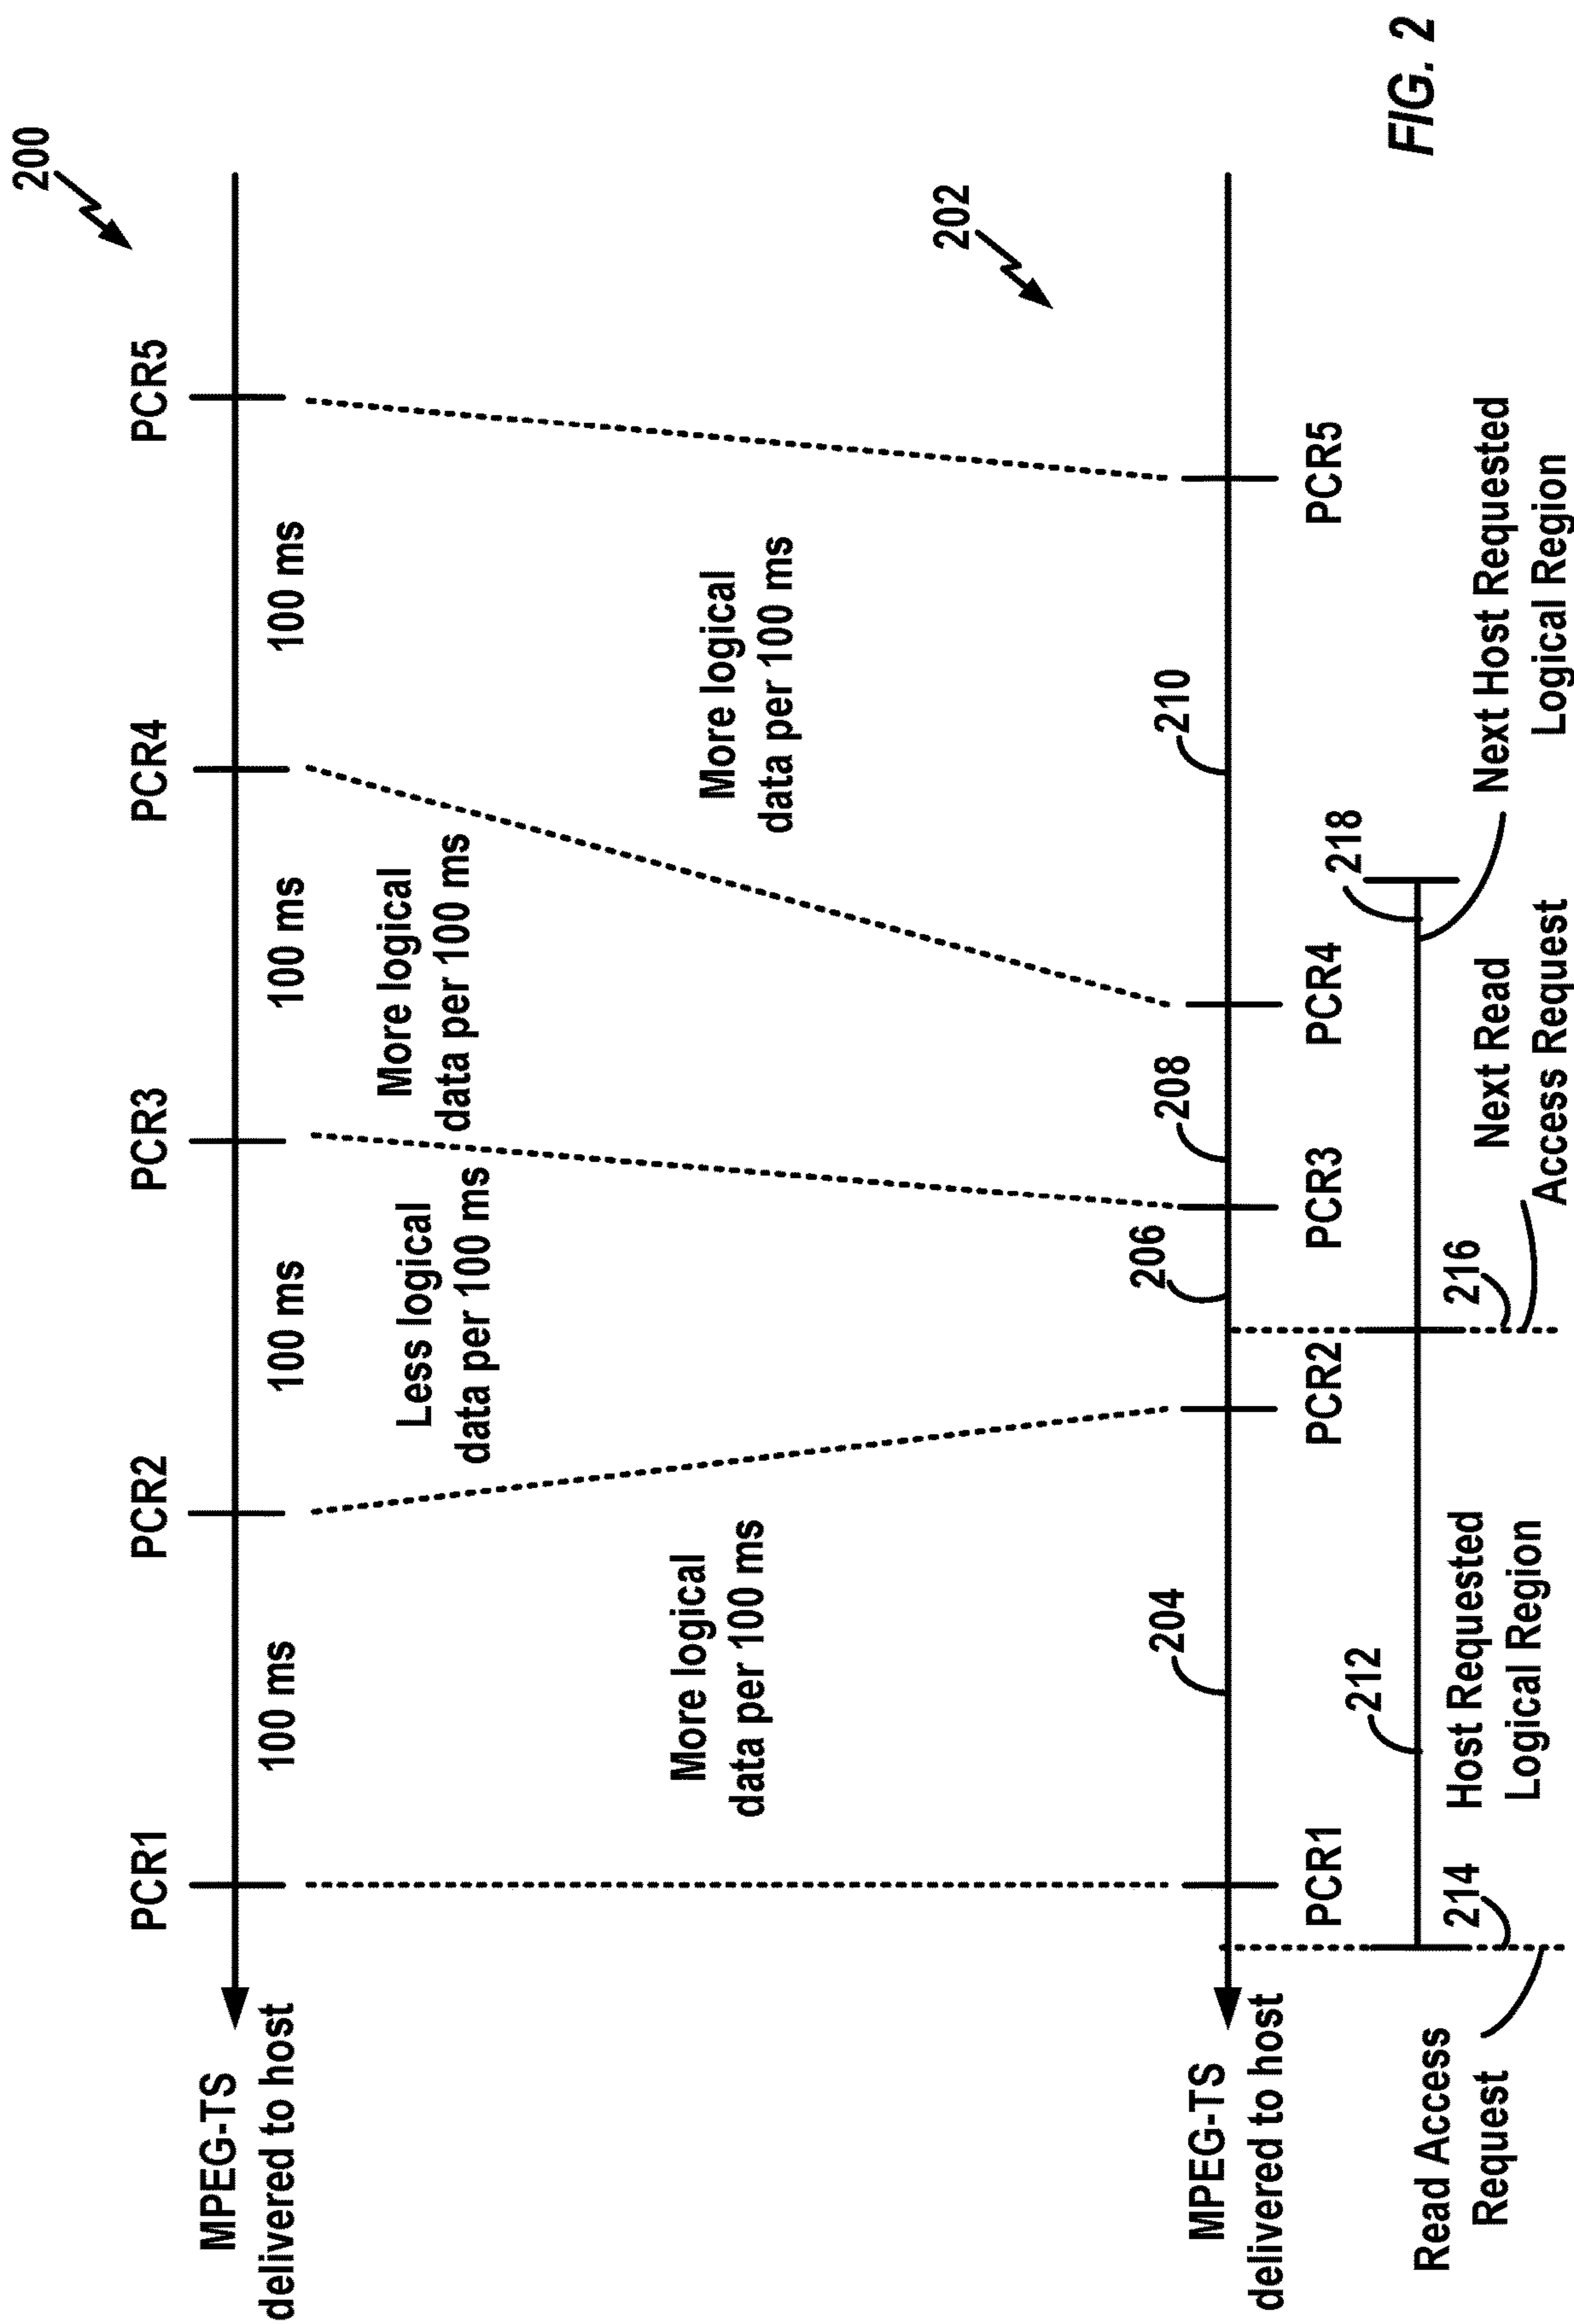 200
PCR1
PCR2
PCR3
PCR4
PCR5
MPEG-TS
delivered to host
100 ms
100 ms
100 ms
100 ms
More logical
data per 100 ms
Less logical
data per 100 ms
More logical
data per 100 ms
More logical
data per 100 ms
202
MPEG-TS
delivered to host
204
206
208
210
PCR1
PCR2
PCR3
PCR4
PCR5
212
218
Read Access
Request
214
Host Requested
Logical Region
216
Next Read
Access Request
Next Host Requested
Logical Region
FIG. 2